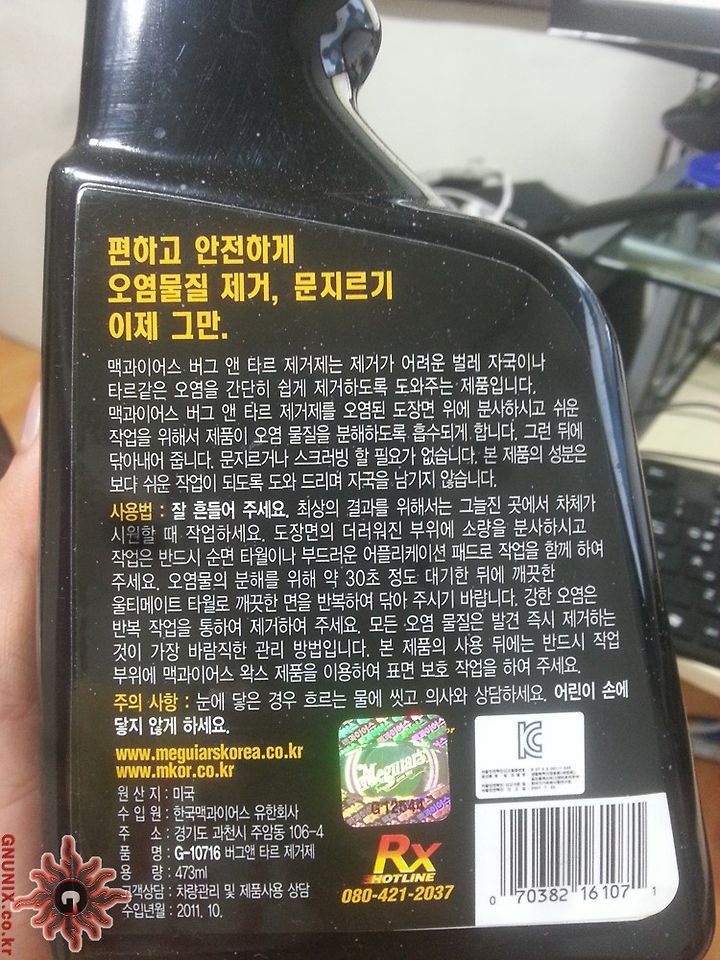 편하고 안전하게
오염물질 제거, 문지르기
이제 그만.
맥과이어스 버그 앤 타르 제거제는 제거가 어려운 벌레 자국이나
타르같은 오염을 간단히 쉽게 제거하도록 도와주는 제품입니다.
맥과이어스 버그 앤 타르 제거제를 오염된 도장면 위에 분사하시고 쉬운
작업을 위해서 제품이 오염 물질을 분해하도록 흡수되게 합니다. 그런 뒤에
닦아내어 줍니다. 문지르거나 스크러빙 할 필요가 없습니다. 본 제품의 성분은
보다 쉬운 작업이 되도록 도와 드리며 자국을 남기지 않습니다.
사용법 : 잘 흔들어 주세요. 최상의 결과를 위해서는 그늘진 곳에서 차체가
시원할 때 작업하세요. 도장면의 더러워진 부위에 소량을 분사하시고
작업은 반드시 순면 타월이나 부드러운 어플리케이션 패드로 작업을 함께 하여
주세요. 오염물의 분해를 위해 약 30초 정도 대기한 뒤에 깨끗한
울티메이트 타월로 깨끗한 면을 반복하여 닦아 주시기 바랍니다. 강한 오염은
반복 작업을 통하여 제거하여 주세요. 모든 오염 물질은 발견 즉시 제거하는
것이 가장 바람직한 관리 방법입니다. 본 제품의 사용 뒤에는 반드시 작업
부위에 맥과이어스 왁스 제품을 이용하여 표면 보호 작업을 하여 주세요.
주의 사항 : 눈에 닿은 경우 흐르는 물에 씻고 의사와 상담하세요. 어린이 손에
닿지 않게 하세요.
www.meguiarskorea.co.kr
www.mkor.co.kr
원 산 지 : 미국
수 입 원 : 한국맥과이어스 유한회사
주 소 : 경기도 과천시 주암동 106-4
품 명 : G-10716 버그앤 타르 제거제
용 량 : 473ml
고객상담 : 차량관리 및 제품사용 상담
수입년월 : 2011. 10.
맥과이어스
Meguiar's
Rx
HOTLINE
080-421-2037
0 70382 16107 1
GNUNIX.co.kr
G